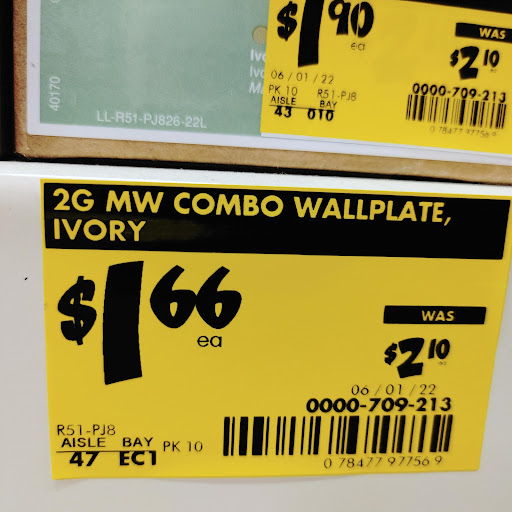 $1 90
ea
WAS
$2 10
06/01/22
PK 10 R51-PJ8
AISLE BAY
43 010
0000-709-213
0 78477 97756 9
40170
LL-R51-PJ826-22L
2G MW COMBO WALLPLATE,
IVORY
$1 66
ea
WAS
$2 10
06/01/22
0000-709-213
R51-PJ8
AISLE BAY PK 10
47 EC1
0 78477 97756 9